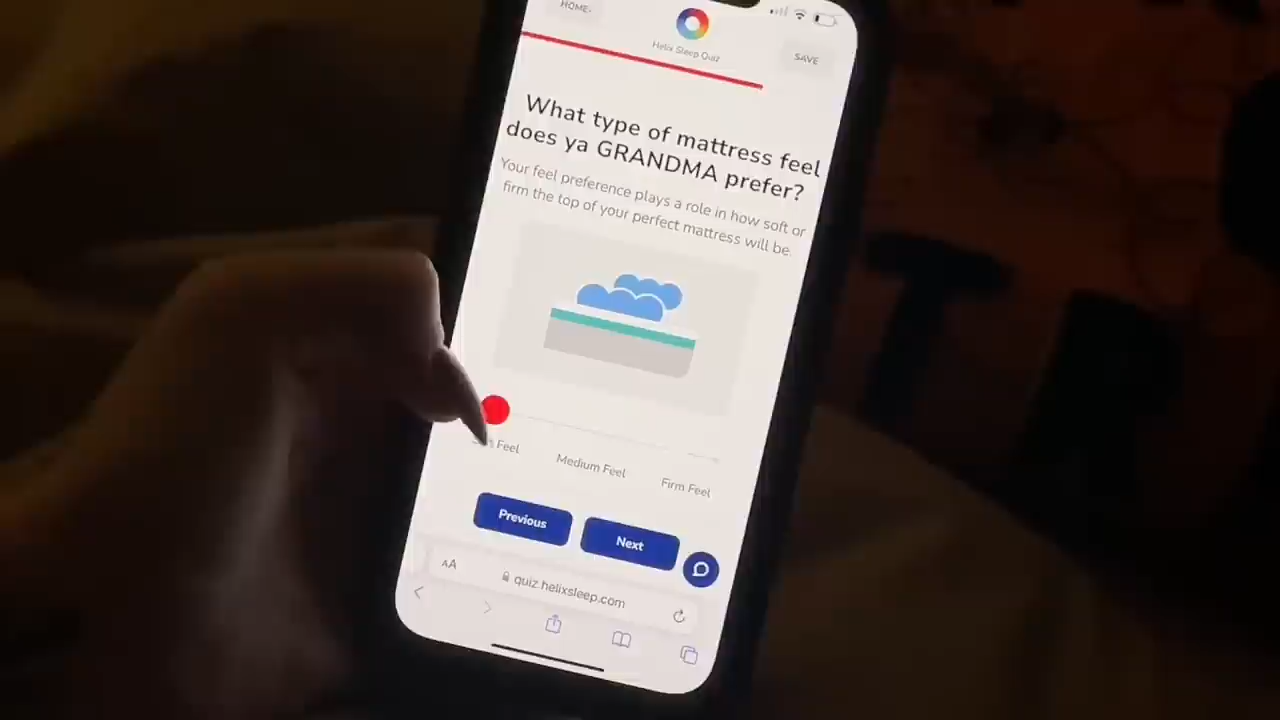 HOME
Helix Sleep Quiz
SAVE
What type of mattress feel
does ya GRANDMA prefer?
Your feel preference plays a role in how soft or
firm the top of your perfect mattress will be.
Feel
Medium Feel
Firm Feel
Previous
Next
AA
quiz.helixsleep.com